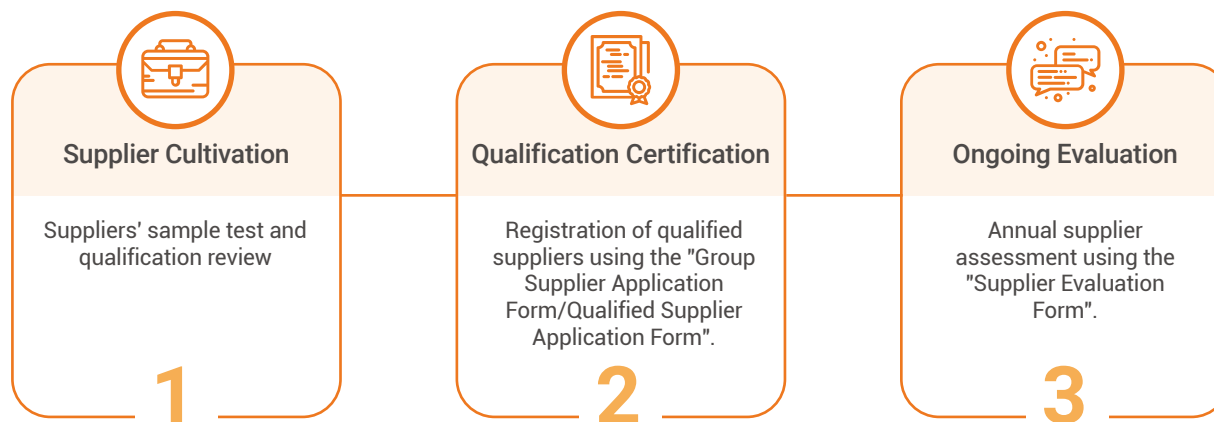 Supplier Cultivation
Suppliers' sample test and
qualification review
1
Qualification Certification
Registration of qualified
suppliers using the "Group
Supplier Application
Form/Qualified Supplier
Application Form".
2
Ongoing Evaluation
Annual supplier
assessment using the
"Supplier Evaluation
Form".
3